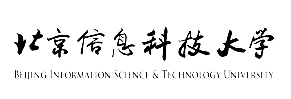 北京信息科技大学
BEIJING INFORMATION SCIENCE & TECHNOLOGY UNIVERSITY